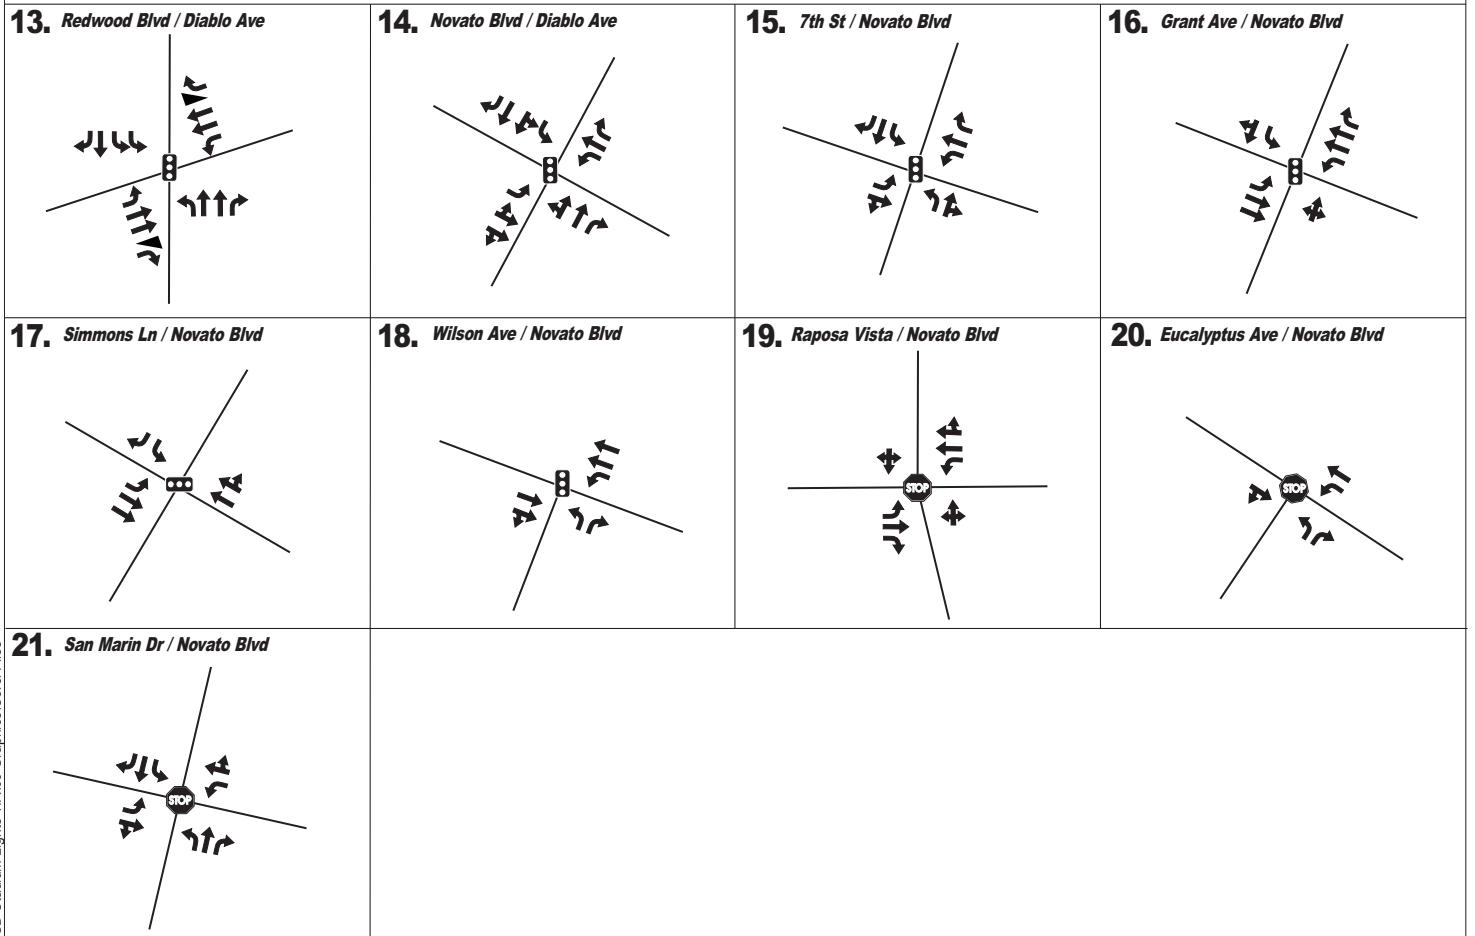 13. Redwood Blvd / Diablo Ave
14. Novato Blvd / Diablo Ave
15. 7th St / Novato Blvd
16. Grant Ave / Novato Blvd
17. Simmons Ln / Novato Blvd
18. Wilson Ave / Novato Blvd
19. Raposa Vista / Novato Blvd
STOP
20. Eucalyptus Ave / Novato Blvd
STOP
21. San Marin Dr / Novato Blvd
STOP